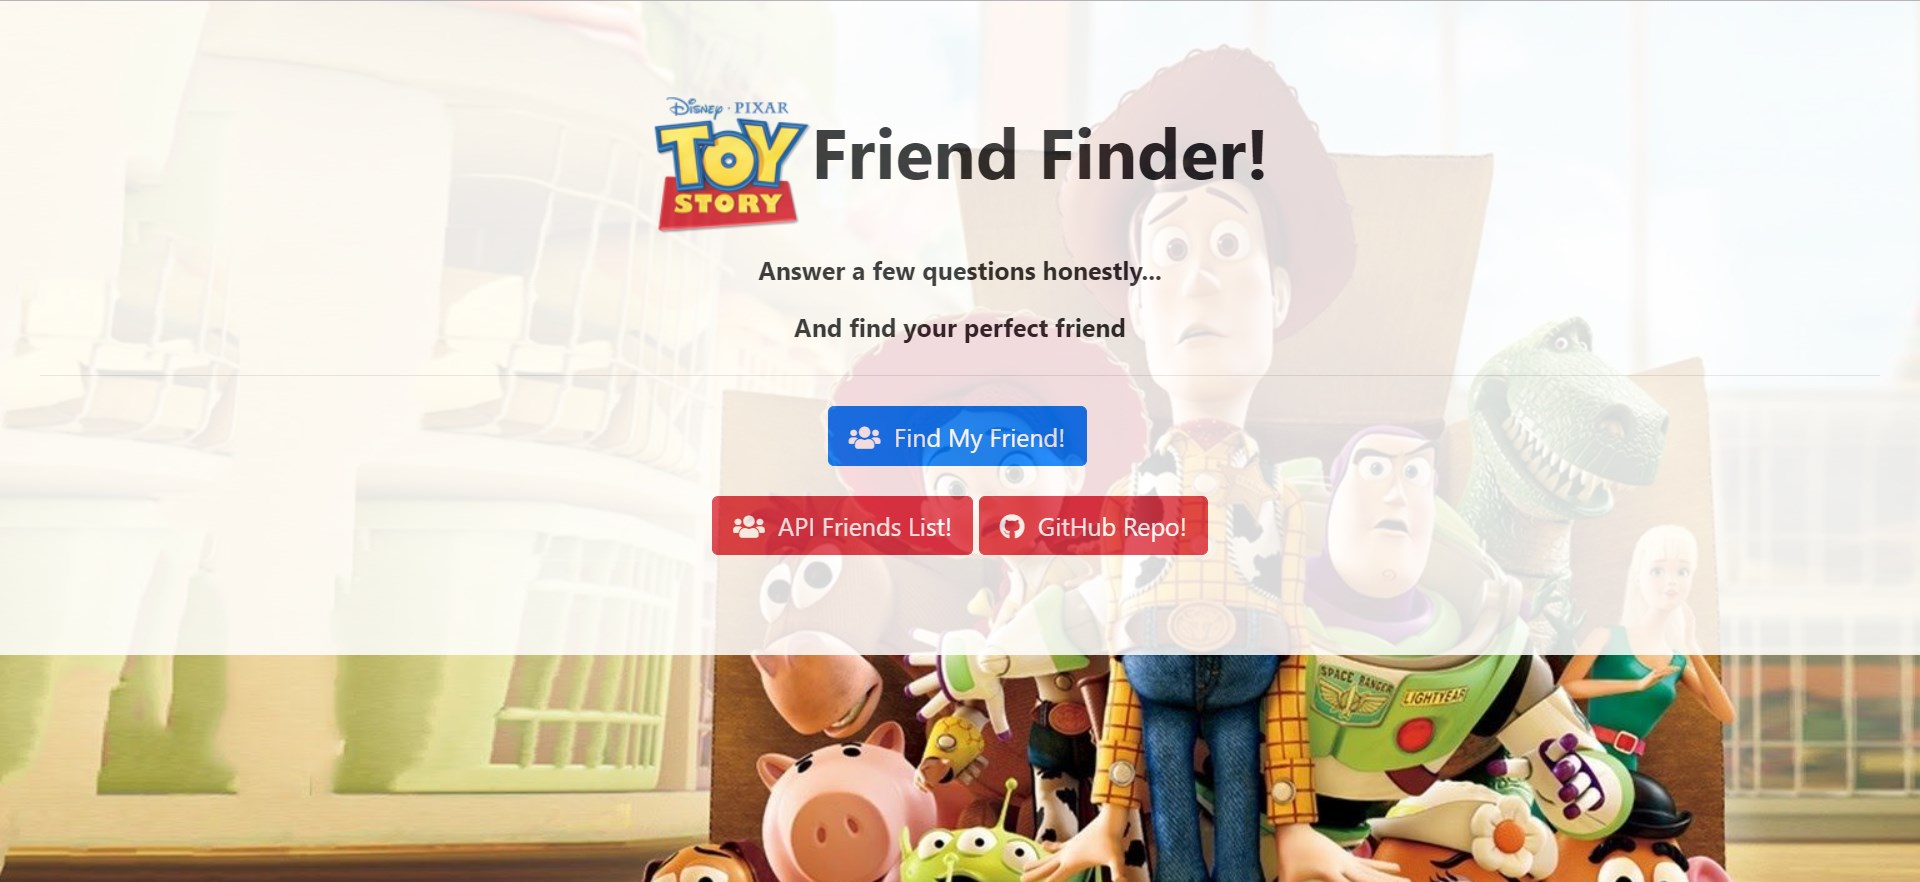 Disney · PIXAR
TOY
STORY
Friend Finder!
Answer a few questions honestly...
And find your perfect friend
Find My Friend!
API Friends List!
GitHub Repo!
SPACE RANGER
LIGHTYEAR